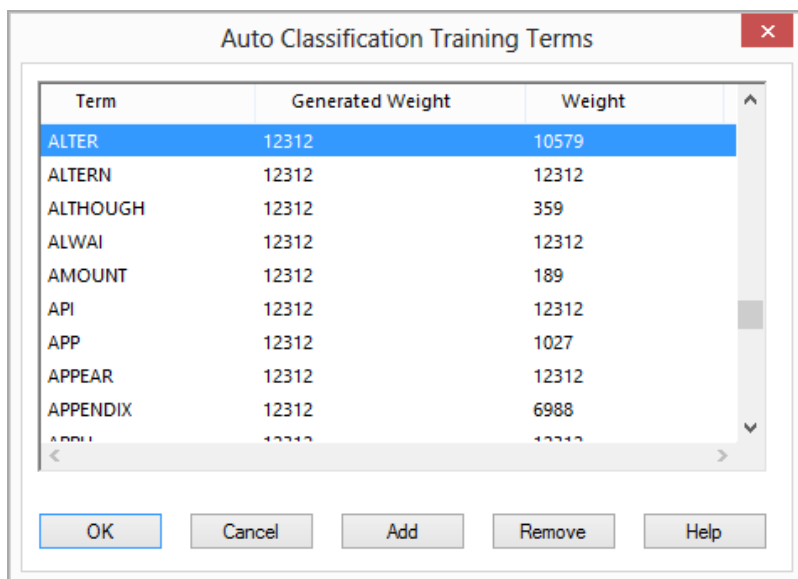 Auto Classification Training Terms
Term Generated Weight Weight
ALTER 12312 10579
ALTERN 12312 12312
ALTHOUGH 12312 359
ALWAI 12312 12312
AMOUNT 12312 189
API 12312 12312
APP 12312 1027
APPEAR 12312 12312
APPENDIX 12312 6988
12312 12312
OK Cancel Add Remove Help